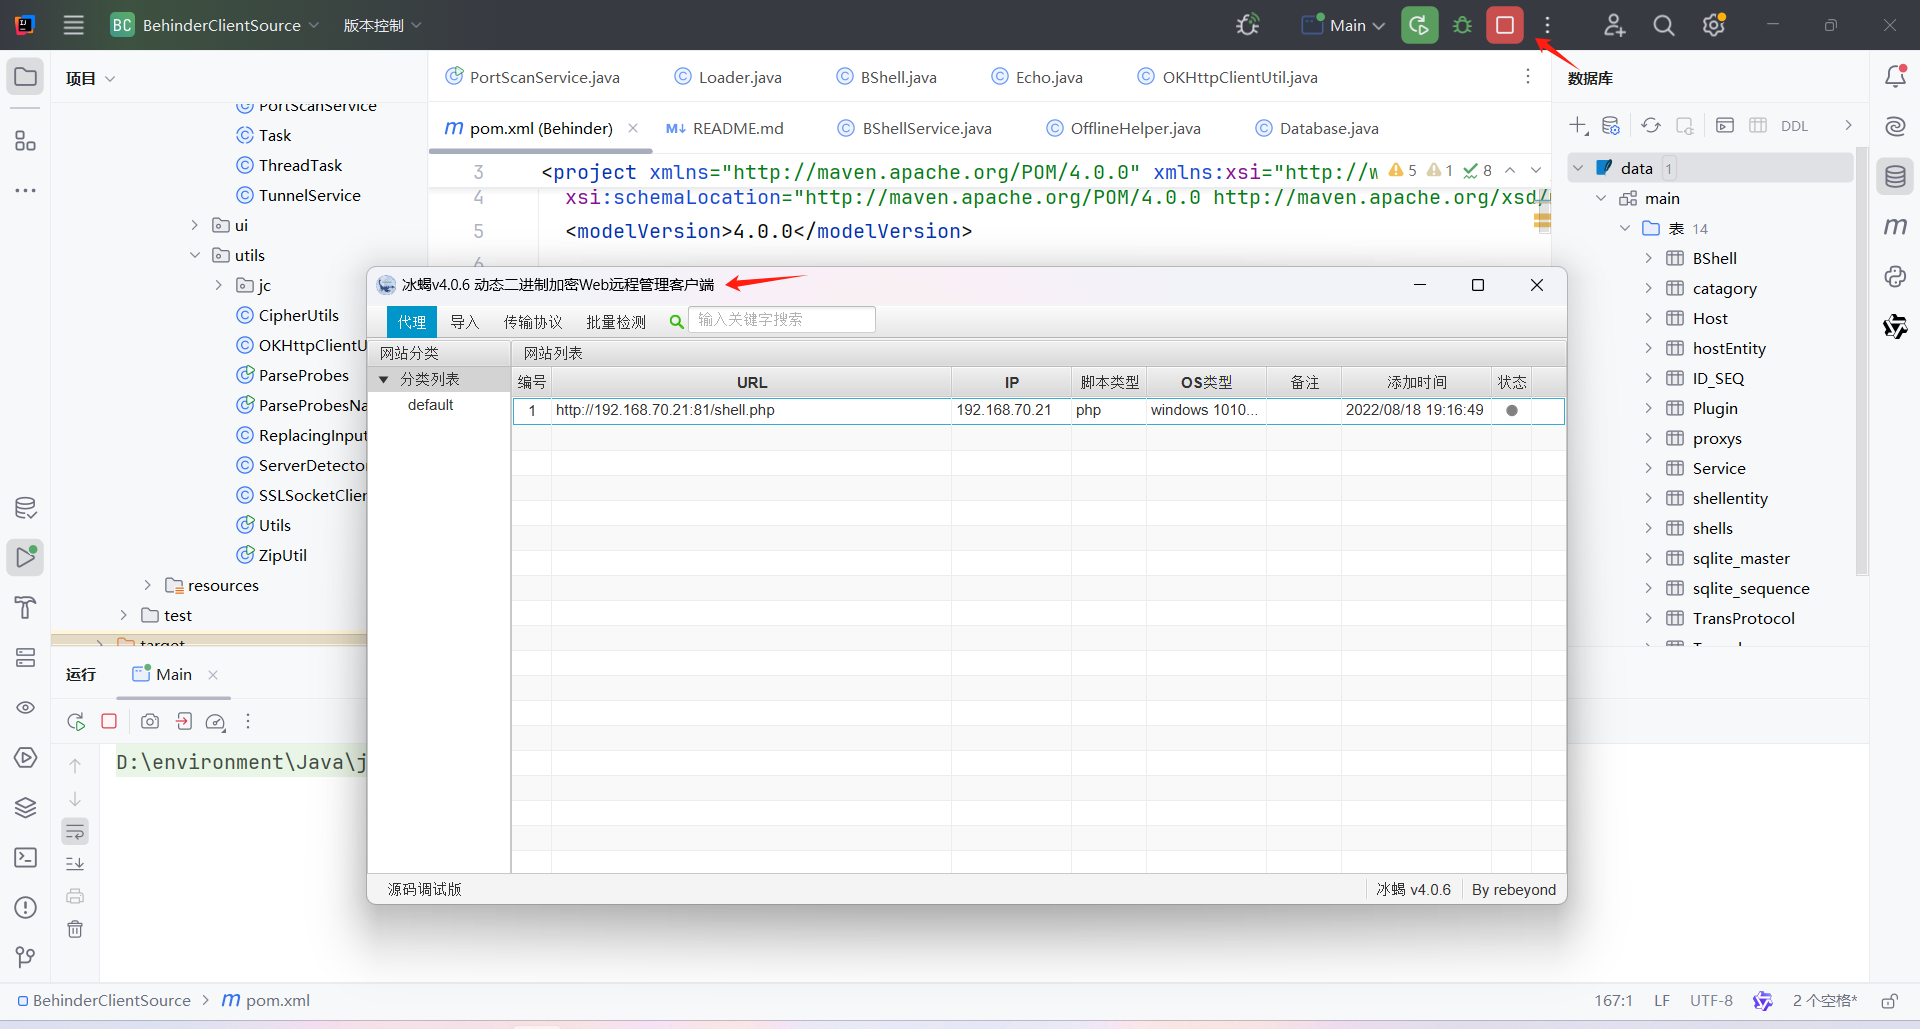 BC BehinderClientSource 版本控制 Main
项目
PortScanService
Task
ThreadTask
TunnelService
ui
utils
jc
CipherUtils
OKHttpClientU
ParseProbes
ParseProbesNa
ReplacingInput
ServerDetecto
SSLSocketClien
Utils
ZipUtil
resources
test
target
PortScanService.java Loader.java BShell.java Echo.java OKHttpClientUtil.java
pom.xml (Behinder) README.md BShellService.java OfflineHelper.java Database.java
3 <project xmlns="http://maven.apache.org/POM/4.0.0" xmlns:xsi="http://w 5 1 8
4 xsi:schemaLocation="http://maven.apache.org/POM/4.0.0 http://maven.apache.org/xsd/
5 <modelVersion>4.0.0</modelVersion>
6
冰蝎v4.0.6 动态二进制加密Web远程管理客户端
代理 导入 传输协议 批量检测 输入关键字搜索
网站分类 网站列表
分类列表
default
编号 URL IP 脚本类型 OS类型 备注 添加时间 状态
1 http://192.168.70.21:81/shell.php 192.168.70.21 php windows 1010... 2022/08/18 19:16:49
源码调试版 冰蝎 v4.0.6 By rebeyond
数据库
DDL
data 1
main
表 14
BShell
catagory
Host
hostEntity
ID_SEQ
Plugin
proxys
Service
shellentity
shells
sqlite_master
sqlite_sequence
TransProtocol
运行 Main
D:\environment\Java\j
BehinderClientSource > pom.xml 167:1 LF UTF-8 2 个空格*